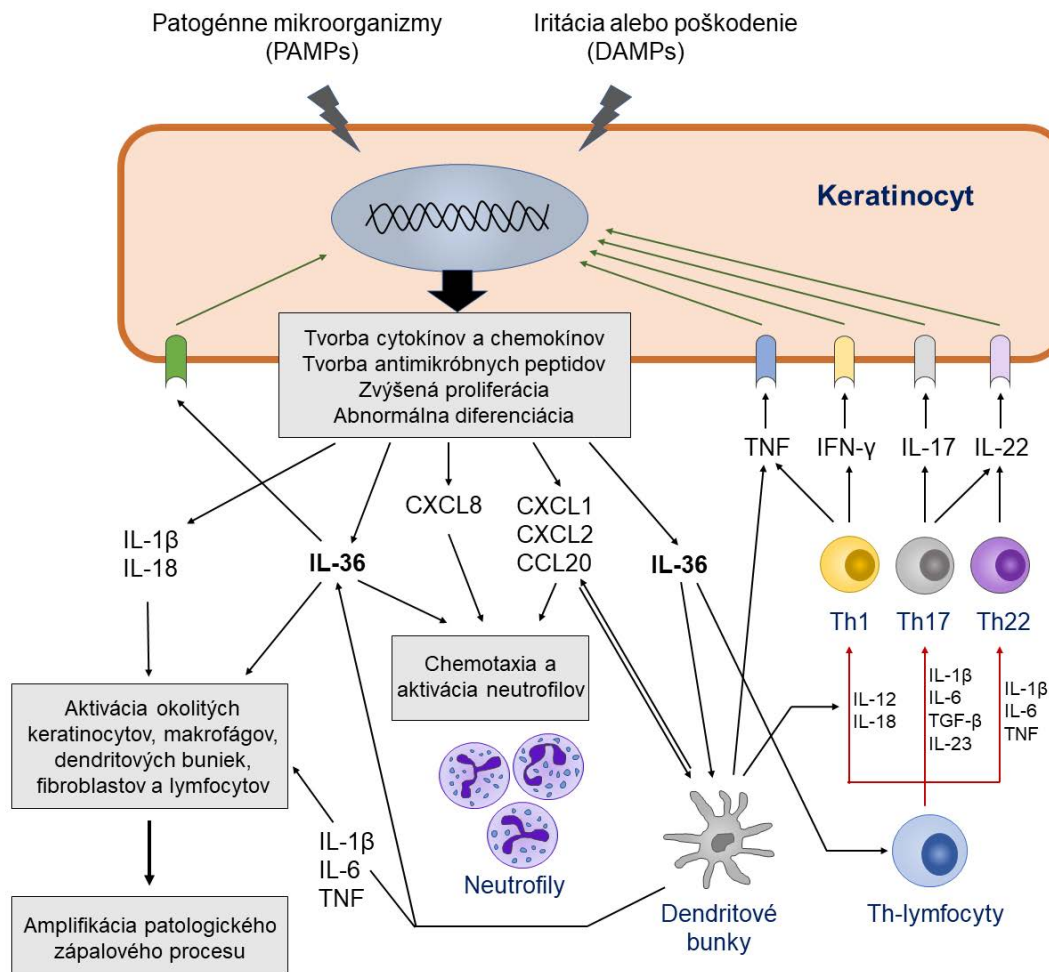 Patogénne mikroorganizmy
(PAMPs)
Iritácia alebo poškodenie
(DAMPs)
Keratinocyt
Tvorba cytokínov a chemokínov
Tvorba antimikróbnych peptidov
Zvýšená proliferácia
Abnormálna diferenciácia
TNF
IFN-γ
IL-17
IL-22
CXCL8
CXCL1
CXCL2
CCL20
IL-1β
IL-18
IL-36
IL-36
Th1
Th17
Th22
Chemotaxia a
aktivácia neutrofilov
IL-12
IL-18
IL-1β
IL-6
TGF-β
IL-23
IL-1β
IL-6
TNF
Aktivácia okolitých
keratinocytov, makrofágov,
dendritových buniek,
fibroblastov a lymfocytov
IL-1β
IL-6
TNF
Neutrofily
Dendritové
bunky
Th-lymfocyty
Amplifikácia patologického
zápalového procesu